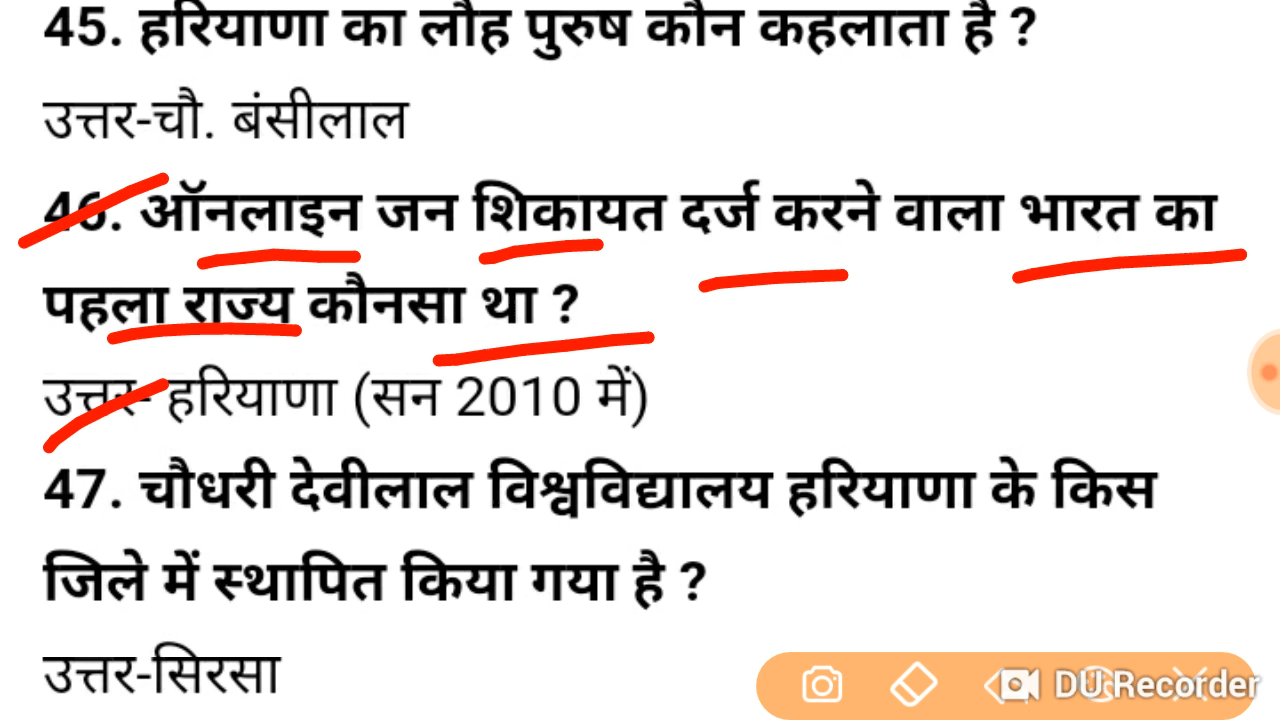 45. हरियाणा का लौह पुरुष कौन कहलाता है ?
उत्तर-चौ. बंसीलाल
46. ऑनलाइन जन शिकायत दर्ज करने वाला भारत का
पहला राज्य कौनसा था ?
उत्तर- हरियाणा (सन 2010 में)
47. चौधरी देवीलाल विश्वविद्यालय हरियाणा के किस
जिले में स्थापित किया गया है ?
उत्तर-सिरसा
DU Recorder